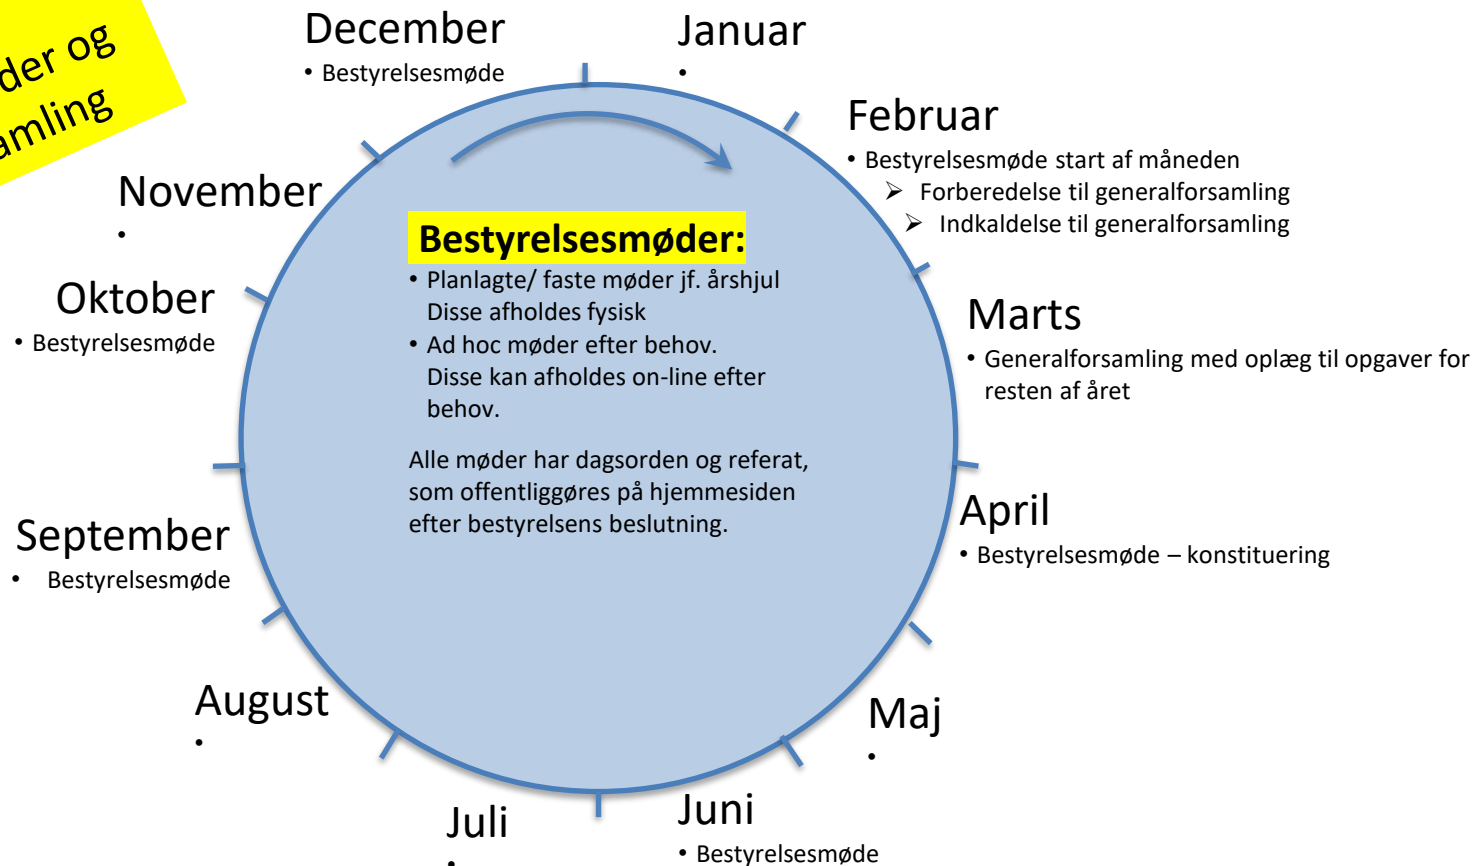 der og
amling
December
• Bestyrelsesmøde
Januar
•
Februar
• Bestyrelsesmøde start af måneden
➢ Forberedelse til generalforsamling
➢ Indkaldelse til generalforsamling
Marts
• Generalforsamling med oplæg til opgaver for
resten af året
April
• Bestyrelsesmøde – konstituering
Maj
•
Juni
• Bestyrelsesmøde
Juli
•
August
•
September
• Bestyrelsesmøde
Oktober
• Bestyrelsesmøde
November
•
Bestyrelsesmøder:
• Planlagte/ faste møder jf. årshjul
Disse afholdes fysisk
• Ad hoc møder efter behov.
Disse kan afholdes on-line efter
behov.
Alle møder har dagsorden og referat,
som offentliggøres på hjemmesiden
efter bestyrelsens beslutning.